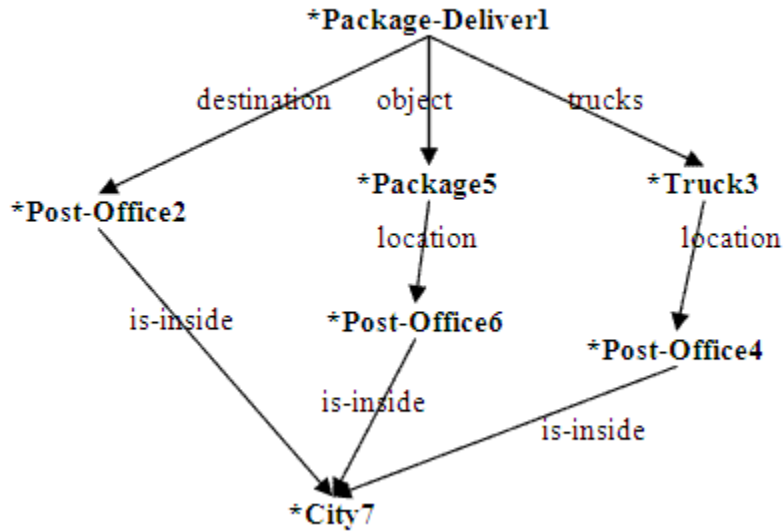 *Package-Deliver1
destination object trucks
*Package5 *Truck3
*Post-Office2
location location
is-inside *Post-Office6
*Post-Office4
is-inside
is-inside
*City7